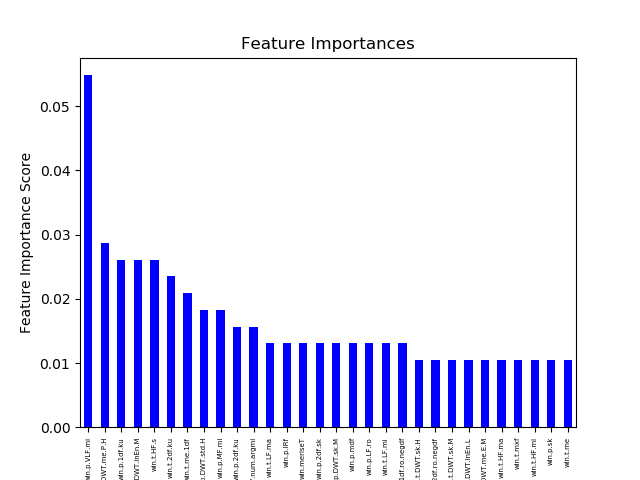 Feature Importances
Feature Importance Score
0.05
0.04
0.03
0.02
0.01
0.00
win.p.VLF.mi
DWT.me.P.H
win.p.1df.ku
DWT.InEn.M
win.t.HF.s
win.t.2df.ku
win.t.me.1df
.DWT.std.H
win.p.MF.mi
win.p.2df.ku
.num.argmi
win.t.LF.ma
win.p.IRf
win.meriseT
win.p.2df.sk
p.DWT.sk.M
win.p.mdf
win.p.LF.ro
win.t.LF.mi
1df.ro.negdf
.t.DWT.sk.H
2df.ro.negdf
.t.DWT.sk.M
.DWT.InEn.L
DWT.me.E.M
win.t.HF.ma
win.t.mxf
win.t.HF.mi
win.p.sk
win.t.me